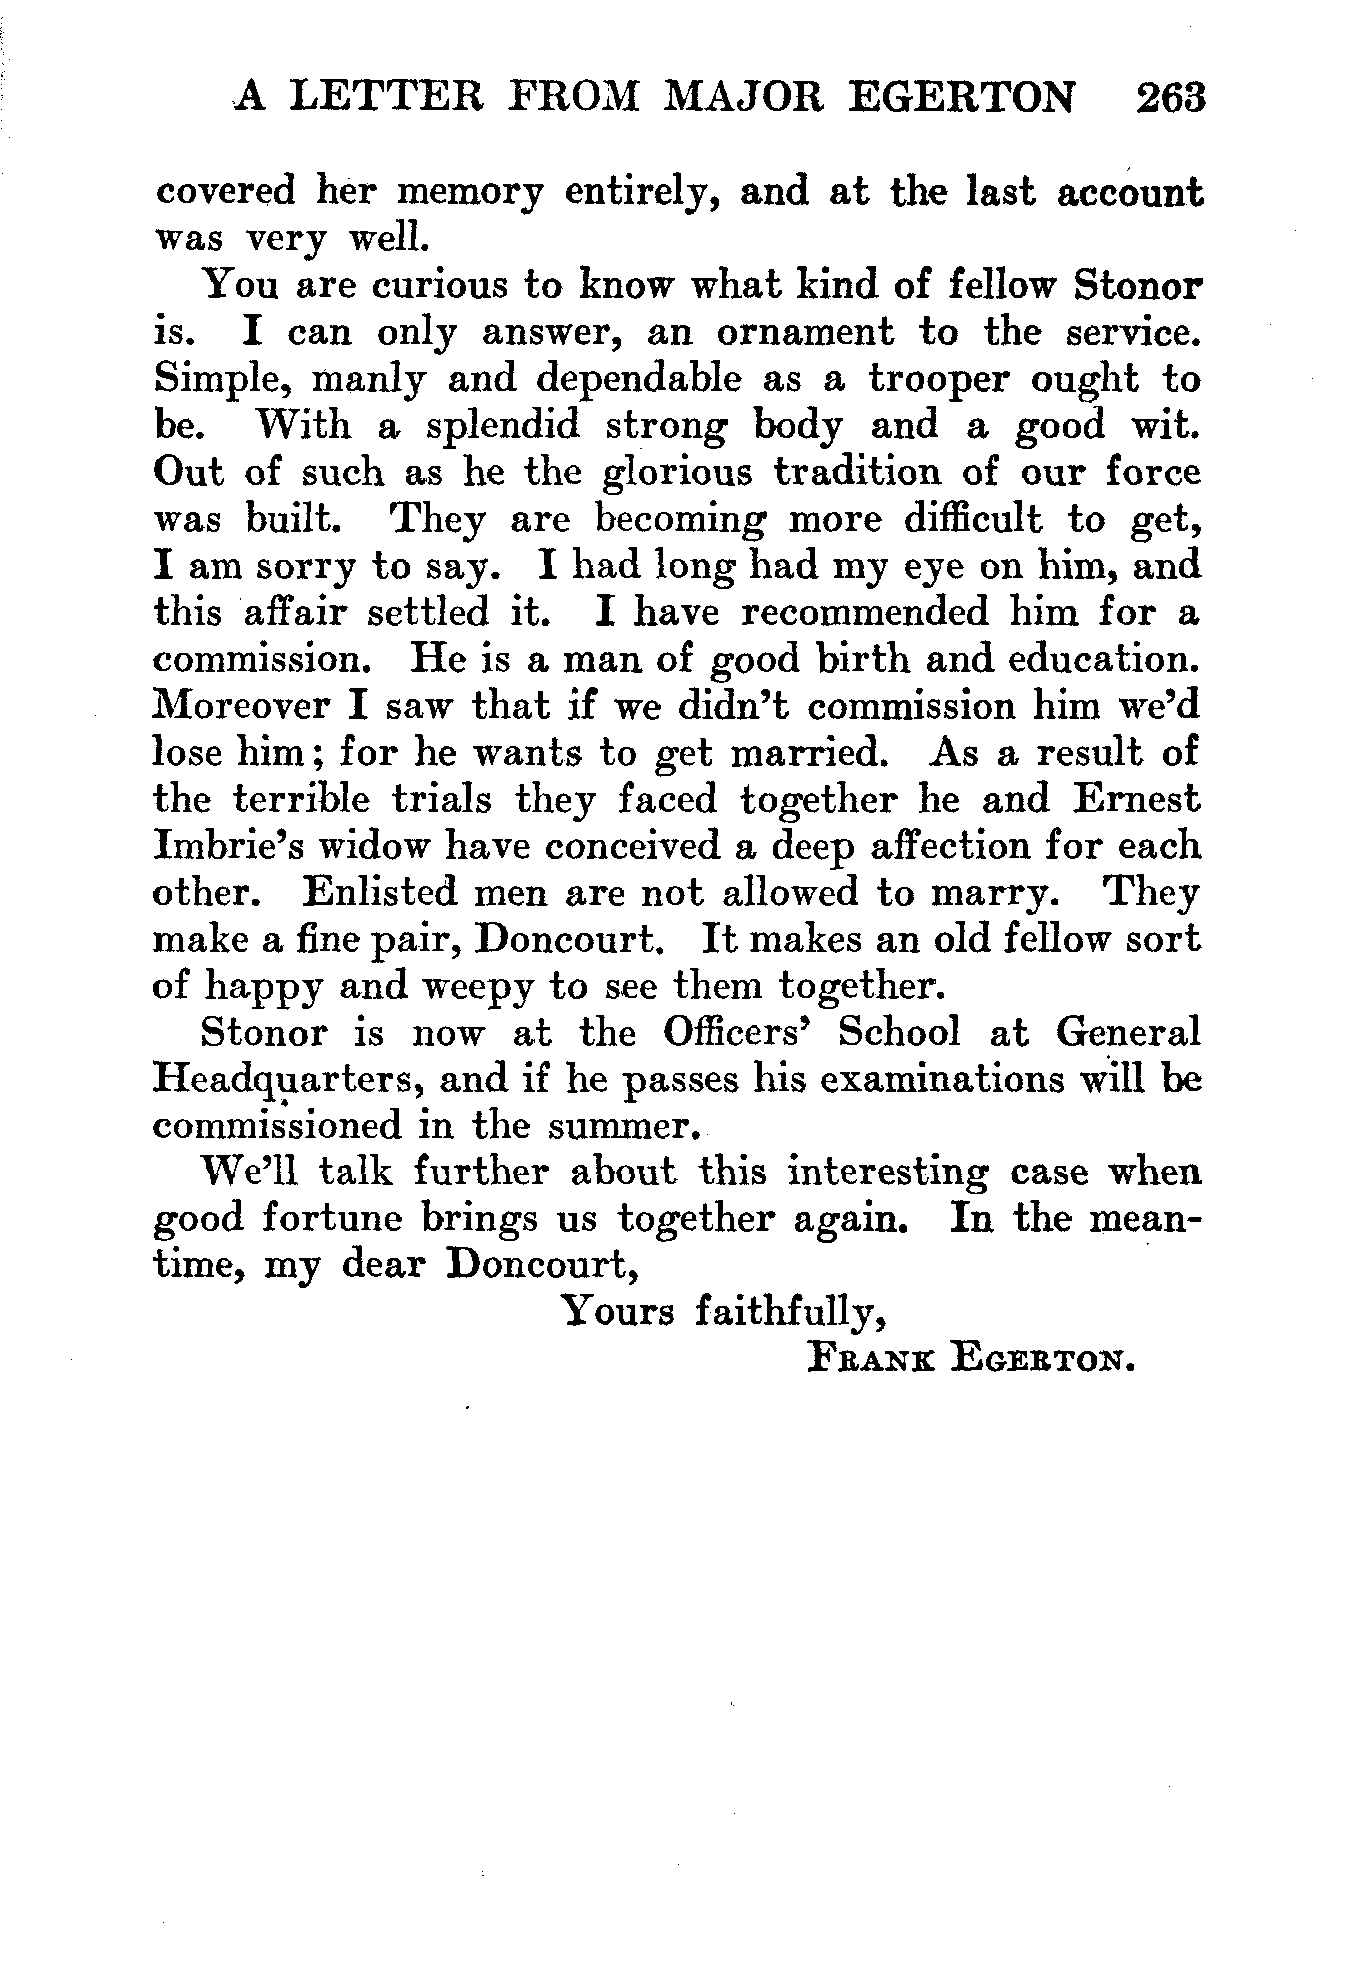 A LETTER FROM MAJOR EGERTON 263
covered her memory entirely, and at the last account
was very well.
You are curious to know what kind of fellow Stonor
is. I can only answer, an ornament to the service.
Simple, manly and dependable as a trooper ought to
be. With a splendid strong body and a good wit.
Out of such as he the glorious tradition of our force
was built. They are becoming more difficult to get,
I am sorry to say. I had long had my eye on him, and
this affair settled it. I have recommended him for a
commission. He is a man of good birth and education.
Moreover I saw that if we didn't commission him we'd
lose him; for he wants to get married. As a result of
the terrible trials they faced together he and Ernest
Imbrie's widow have conceived a deep affection for each
other. Enlisted men are not allowed to marry. They
make a fine pair, Doncourt. It makes an old fellow sort
of happy and weepy to see them together.
Stonor is now at the Officers' School at General
Headquarters, and if he passes his examinations will be
commissioned in the summer.
We'll talk further about this interesting case when
good fortune brings us together again. In the mean-
time, my dear Doncourt,
Yours faithfully,
FRANK EGERTON.